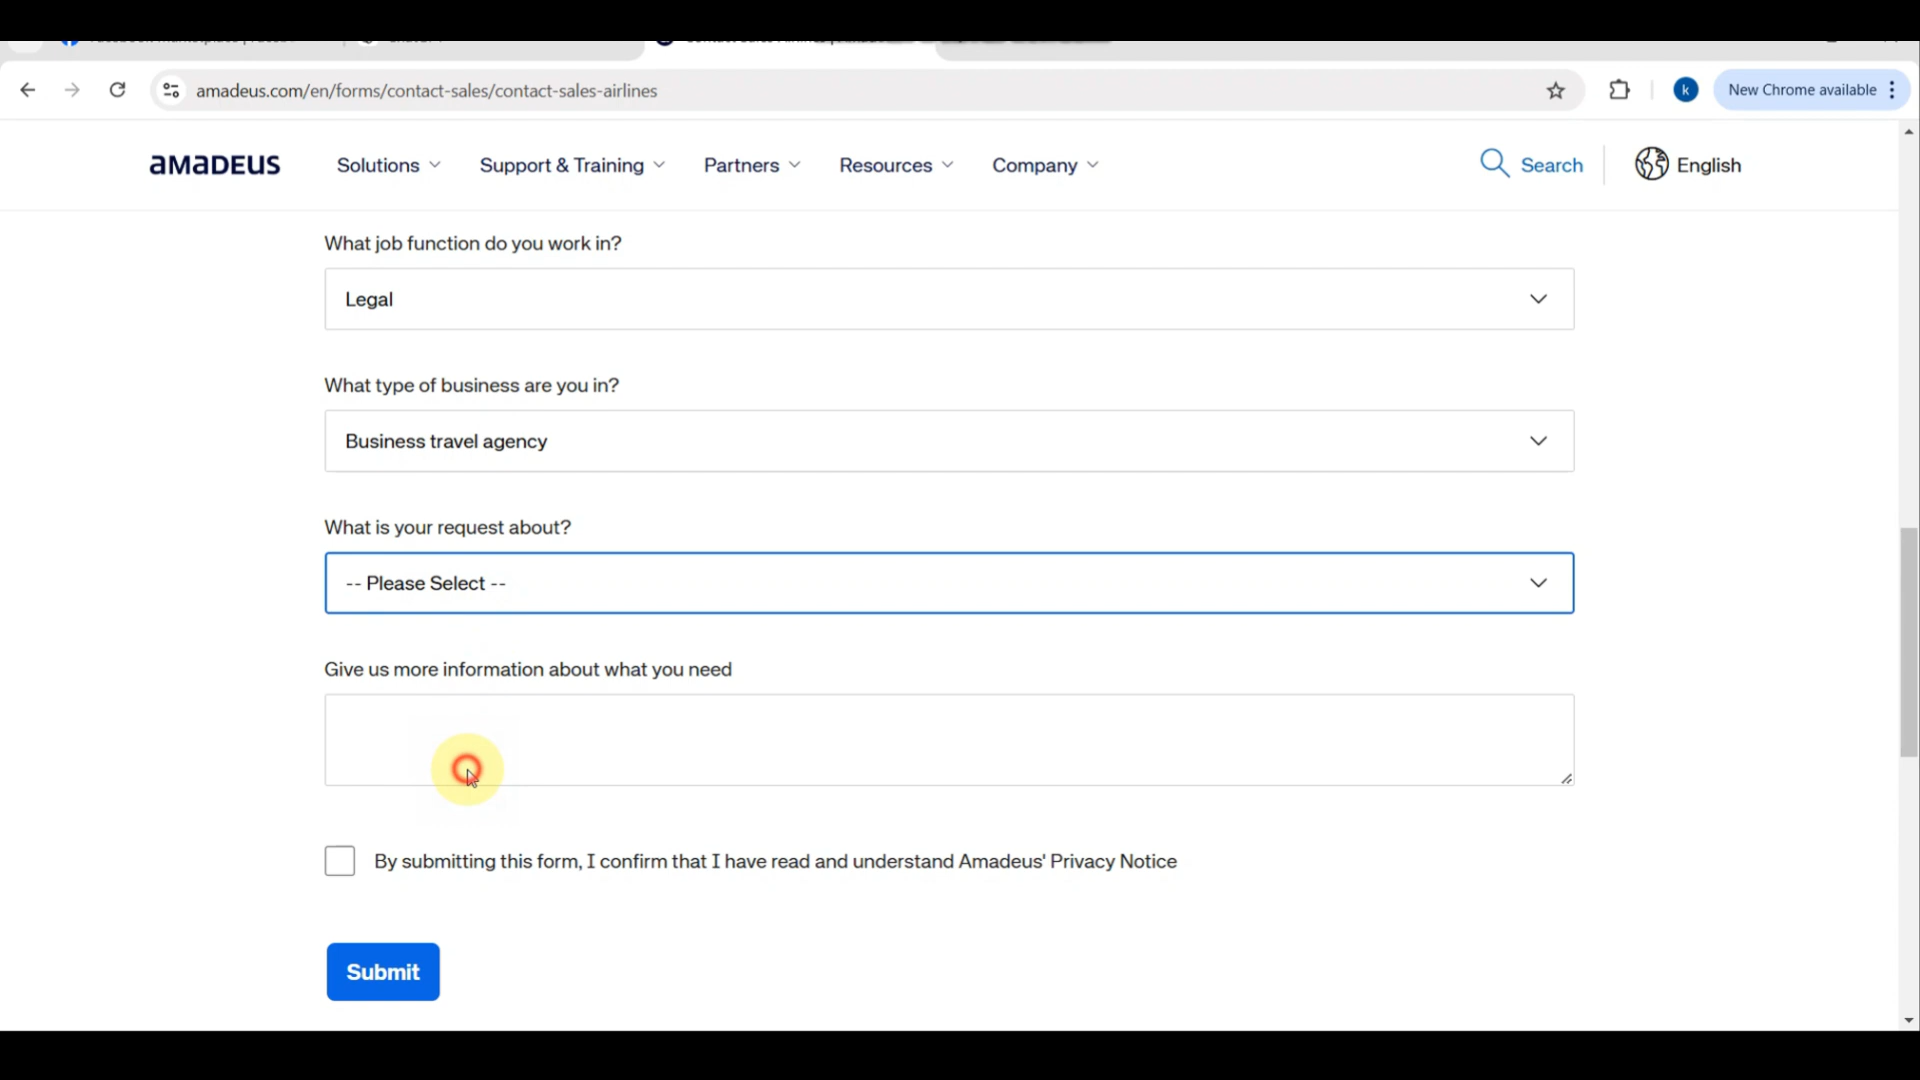 amadeus.com/en/forms/contact-sales/contact-sales-airlines
k
New Chrome available
aMaDEUS
Solutions
Support & Training
Partners
Resources
Company
Search
English
What job function do you work in?
Legal
What type of business are you in?
Business travel agency
What is your request about?
-- Please Select --
Give us more information about what you need
By submitting this form, I confirm that I have read and understand Amadeus' Privacy Notice
Submit